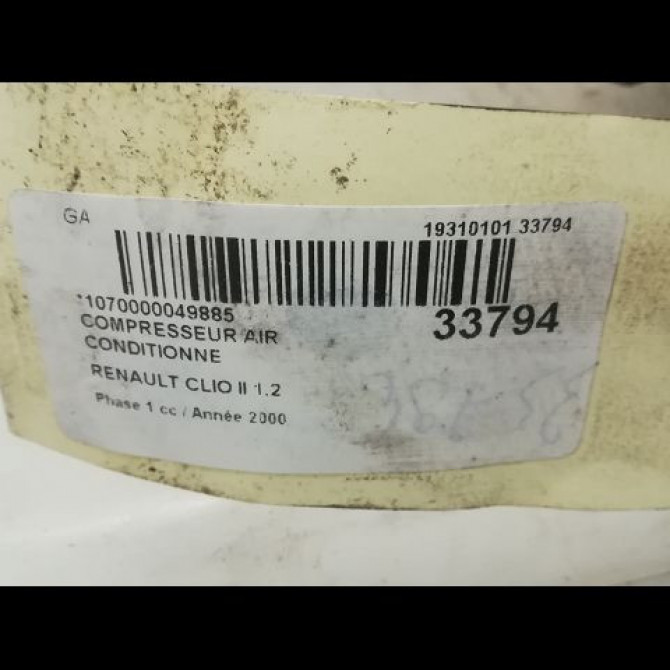 GA
19310101 33794
*1070000049885
33794
COMPRESSEUR AIR
CONDITIONNE
RENAULT CLIO II 1.2
Phase 1 cc / Année 2000